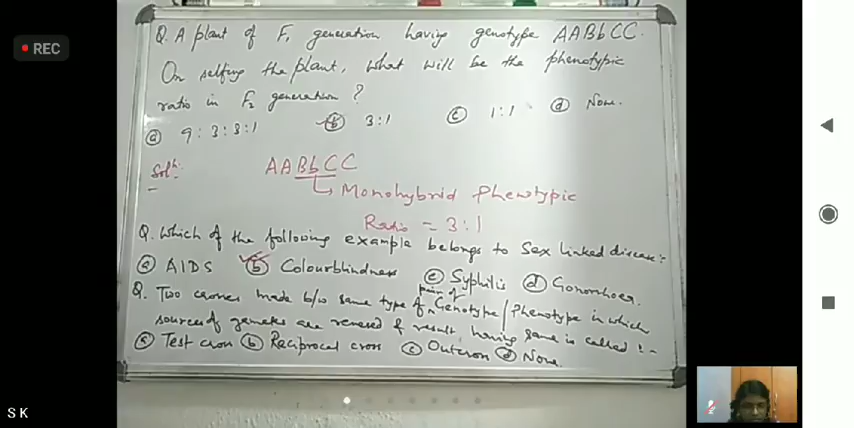 REC
Q. A plant of F₁ generation having genotype AABbCC.
On selfing the plant, what will be the phenotypic
ratio in F₂ generation?
ⓐ 9:3:3:1 ⓑ 3:1 ⓒ 1:1 ⓓ None.
Solⁿ:- AABbCC
Monohybrid Phenotypic
Ratio = 3:1
Q. Which of the following example belongs to Sex linked disease:-
ⓐ AIDS ⓑ Colourblindness ⓒ Syphilis ⓓ Gonorrhoea.
Q. Two crosses made b/w same type of pair of Genotype/Phenotype in which
source of gametes are reversed & result having same is called :-
ⓐ Test cross ⓑ Reciprocal cross ⓒ Outcross ⓓ None.
S K